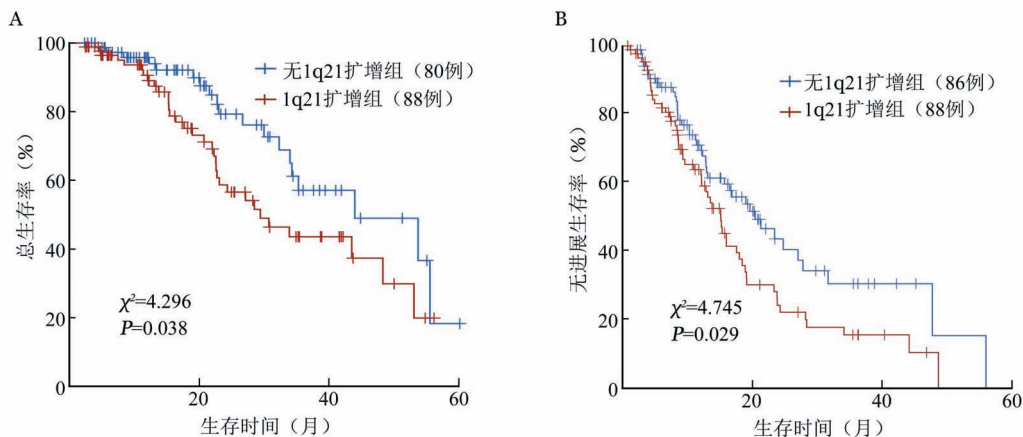 A
100
80
60
40
20
0
总生存率（%）
无1q21扩增组（80例）
1q21扩增组（88例）
χ²=4.296
P=0.038
20
40
60
生存时间（月）
B
100
80
60
40
20
0
无进展生存率（%）
无1q21扩增组（86例）
1q21扩增组（88例）
χ²=4.745
P=0.029
20
40
60
生存时间（月）